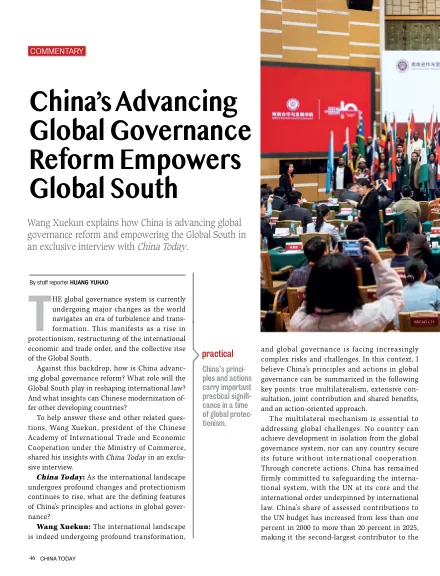 COMMENTARY
China's Advancing
Global Governance
Reform Empowers
Global South
Wang Xuekun explains how China is advancing global
governance reform and empowering the Global South in
an exclusive interview with China Today.
By staff reporter HUANG YUHAO
THE global governance system is currently
undergoing major changes as the world
navigates an era of turbulence and trans-
formation. This manifests as a rise in
protectionism, restructuring of the international
economic and trade order, and the collective rise
of the Global South.
Against this backdrop, how is China advanc-
ing global governance reform? What role will the
Global South play in reshaping international law?
And what insights can Chinese modernization of-
fer other developing countries?
To help answer these and other related ques-
tions, Wang Xuekun, president of the Chinese
Academy of International Trade and Economic
Cooperation under the Ministry of Commerce,
shared his insights with China Today in an exclu-
sive interview.
China Today: As the international landscape
undergoes profound changes and protectionism
continues to rise, what are the defining features
of China's principles and actions in global gover-
nance?
Wang Xuekun: The international landscape
is indeed undergoing profound transformation,
practical
China's princi-
ples and actions
carry important
practical signifi-
cance in a time
of global protec-
tionism.
and global governance is facing increasingly
complex risks and challenges. In this context, I
believe China's principles and actions in global
governance can be summarized in the following
key points: true multilateralism, extensive con-
sultation, joint contribution and shared benefits,
and an action-oriented approach.
The multilateral mechanism is essential to
addressing global challenges. No country can
achieve development in isolation from the global
governance system, nor can any country secure
its future without international cooperation.
Through concrete actions, China has remained
firmly committed to safeguarding the interna-
tional system, with the UN at its core and the
international order underpinned by international
law. China's share of assessed contributions to
the UN budget has increased from less than one
percent in 2000 to more than 20 percent in 2025,
making it the second-largest contributor to the
46 CHINA TODAY